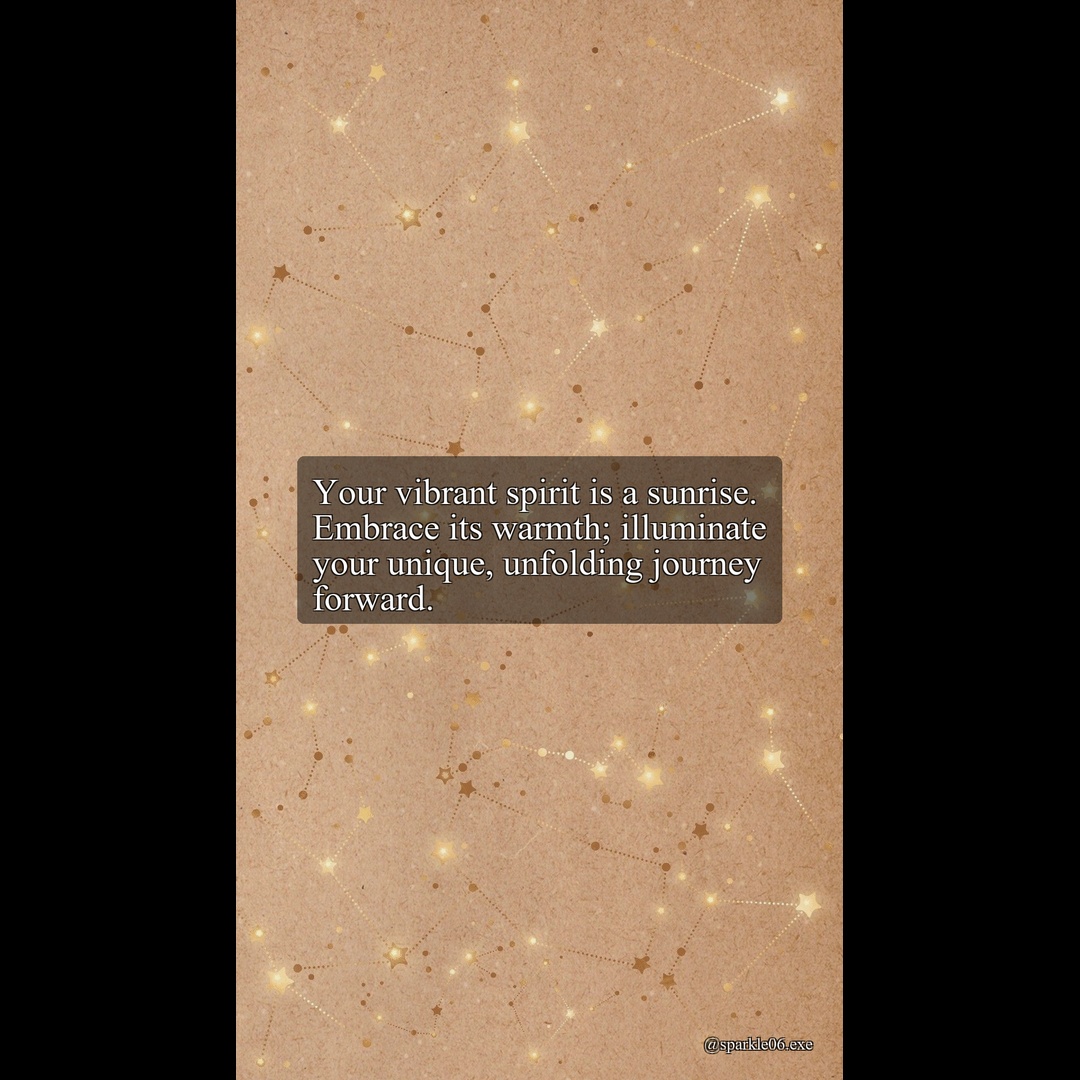 Your vibrant spirit is a sunrise.
Embrace its warmth; illuminate
your unique, unfolding journey
forward.
@sparkle06.exe